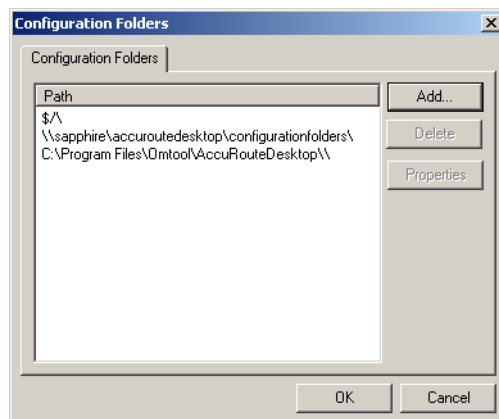 Configuration Folders
Configuration Folders
Path
Add...
$/\
\\sapphire\accuroutedesktop\configurationfolders\
Delete
C:\Program Files\Omtool\AccuRouteDesktop\\
Properties
OK
Cancel